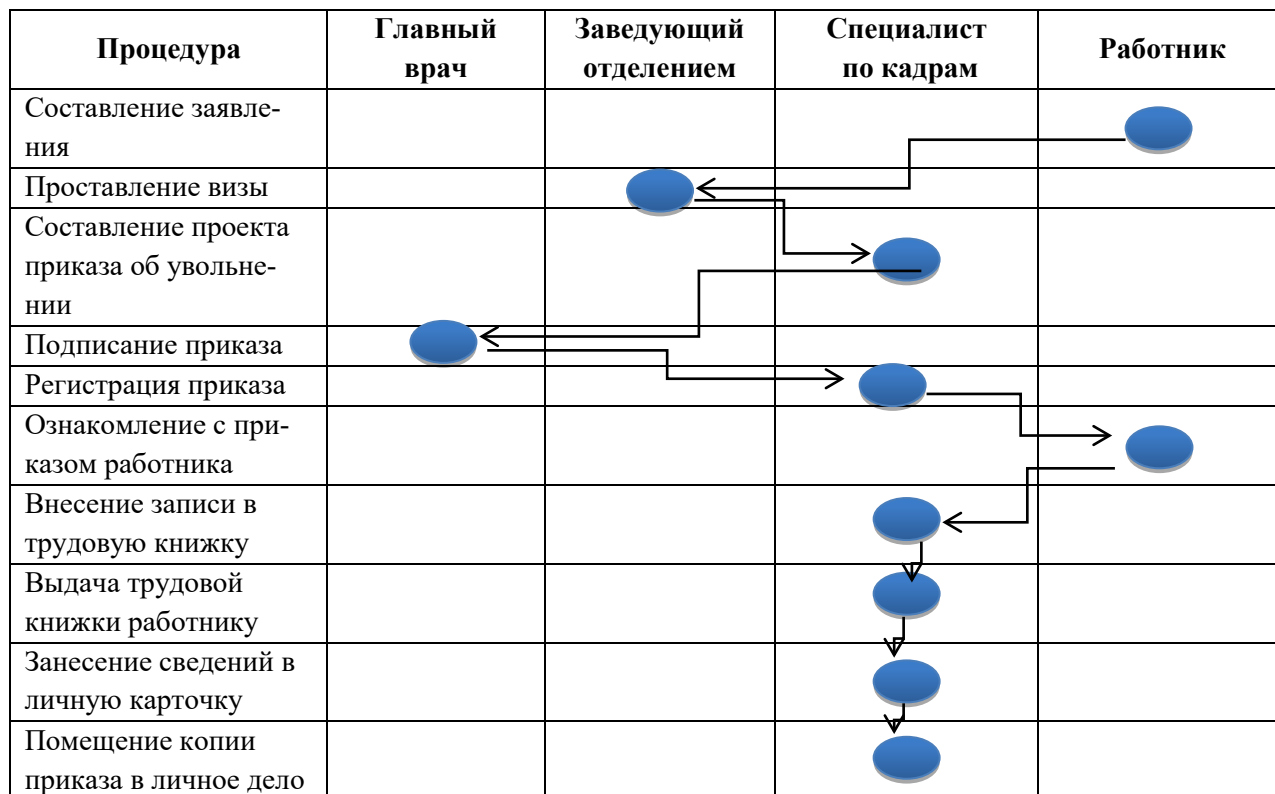 Процедура
Главный
врач
Заведующий
отделением
Специалист
по кадрам
Работник
Составление заявле-
ния
Проставление визы
Составление проекта
приказа об увольне-
нии
Подписание приказа
Регистрация приказа
Ознакомление с при-
казом работника
Внесение записи в
трудовую книжку
Выдача трудовой
книжки работнику
Занесение сведений в
личную карточку
Помещение копии
приказа в личное дело